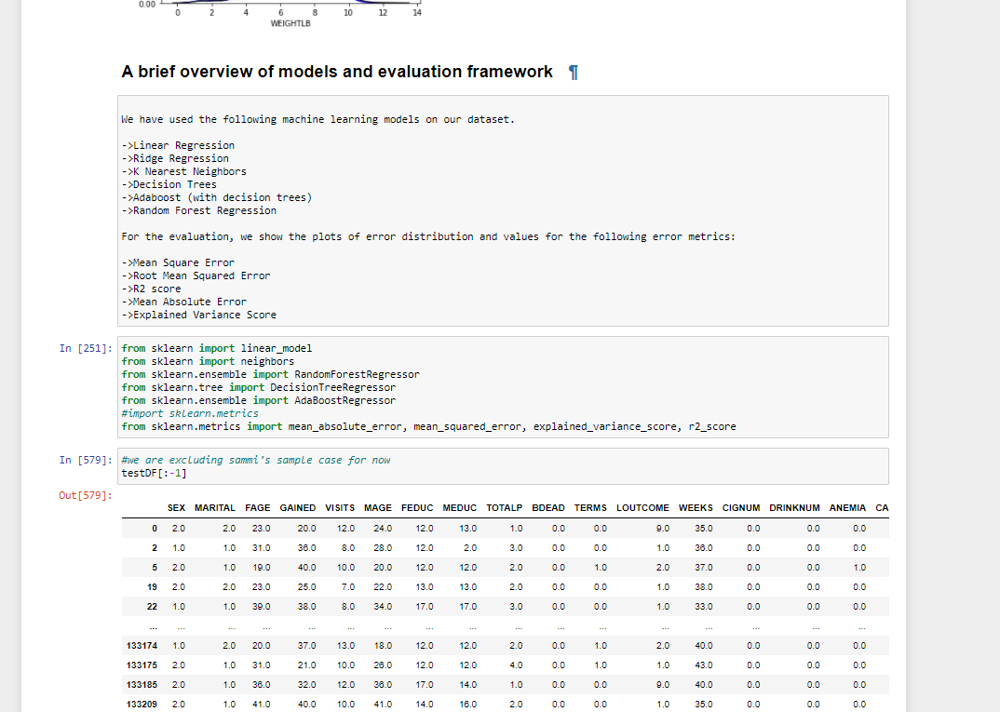 0.00
0 2 4 6 8 10 12 14
WEIGHTLB
A brief overview of models and evaluation framework ¶
We have used the following machine learning models on our dataset.
->Linear Regression
->Ridge Regression
->K Nearest Neighbors
->Decision Trees
->Adaboost (with decision trees)
->Random Forest Regression
For the evaluation, we show the plots of error distribution and values for the following error metrics:
->Mean Square Error
->Root Mean Squared Error
->R2 score
->Mean Absolute Error
->Explained Variance Score
In [251]: from sklearn import linear_model
from sklearn import neighbors
from sklearn.ensemble import RandomForestRegressor
from sklearn.tree import DecisionTreeRegressor
from sklearn.ensemble import AdaBoostRegressor
#import sklearn.metrics
from sklearn.metrics import mean_absolute_error, mean_squared_error, explained_variance_score, r2_score
In [579]: #we are excluding sammi's sample case for now
testDF[:-1]
Out[579]:
SEX MARITAL FAGE GAINED VISITS MAGE FEDUC MEDUC TOTALP BDEAD TERMS LOUTCOME WEEKS CIGNUM DRINKNUM ANEMIA CA
0 2.0 2.0 23.0 20.0 12.0 24.0 12.0 13.0 1.0 0.0 0.0 9.0 35.0 0.0 0.0 0.0
2 1.0 1.0 31.0 36.0 8.0 28.0 12.0 2.0 3.0 0.0 0.0 1.0 36.0 0.0 0.0 0.0
5 2.0 1.0 19.0 40.0 10.0 20.0 12.0 12.0 2.0 0.0 1.0 2.0 37.0 0.0 0.0 1.0
19 2.0 2.0 23.0 25.0 7.0 22.0 13.0 13.0 2.0 0.0 0.0 1.0 38.0 0.0 0.0 0.0
22 1.0 1.0 39.0 38.0 8.0 34.0 17.0 17.0 3.0 0.0 0.0 1.0 33.0 0.0 0.0 0.0
... ... ... ... ... ... ... ... ... ... ... ... ... ... ... ... ...
133174 1.0 2.0 20.0 37.0 13.0 18.0 12.0 12.0 2.0 0.0 1.0 2.0 40.0 0.0 0.0 0.0
133175 2.0 1.0 31.0 21.0 10.0 26.0 12.0 12.0 4.0 0.0 1.0 1.0 43.0 0.0 0.0 0.0
133185 2.0 1.0 36.0 32.0 12.0 36.0 17.0 14.0 1.0 0.0 0.0 9.0 40.0 0.0 0.0 0.0
133209 2.0 1.0 41.0 40.0 10.0 41.0 14.0 16.0 2.0 0.0 0.0 1.0 35.0 0.0 0.0 0.0